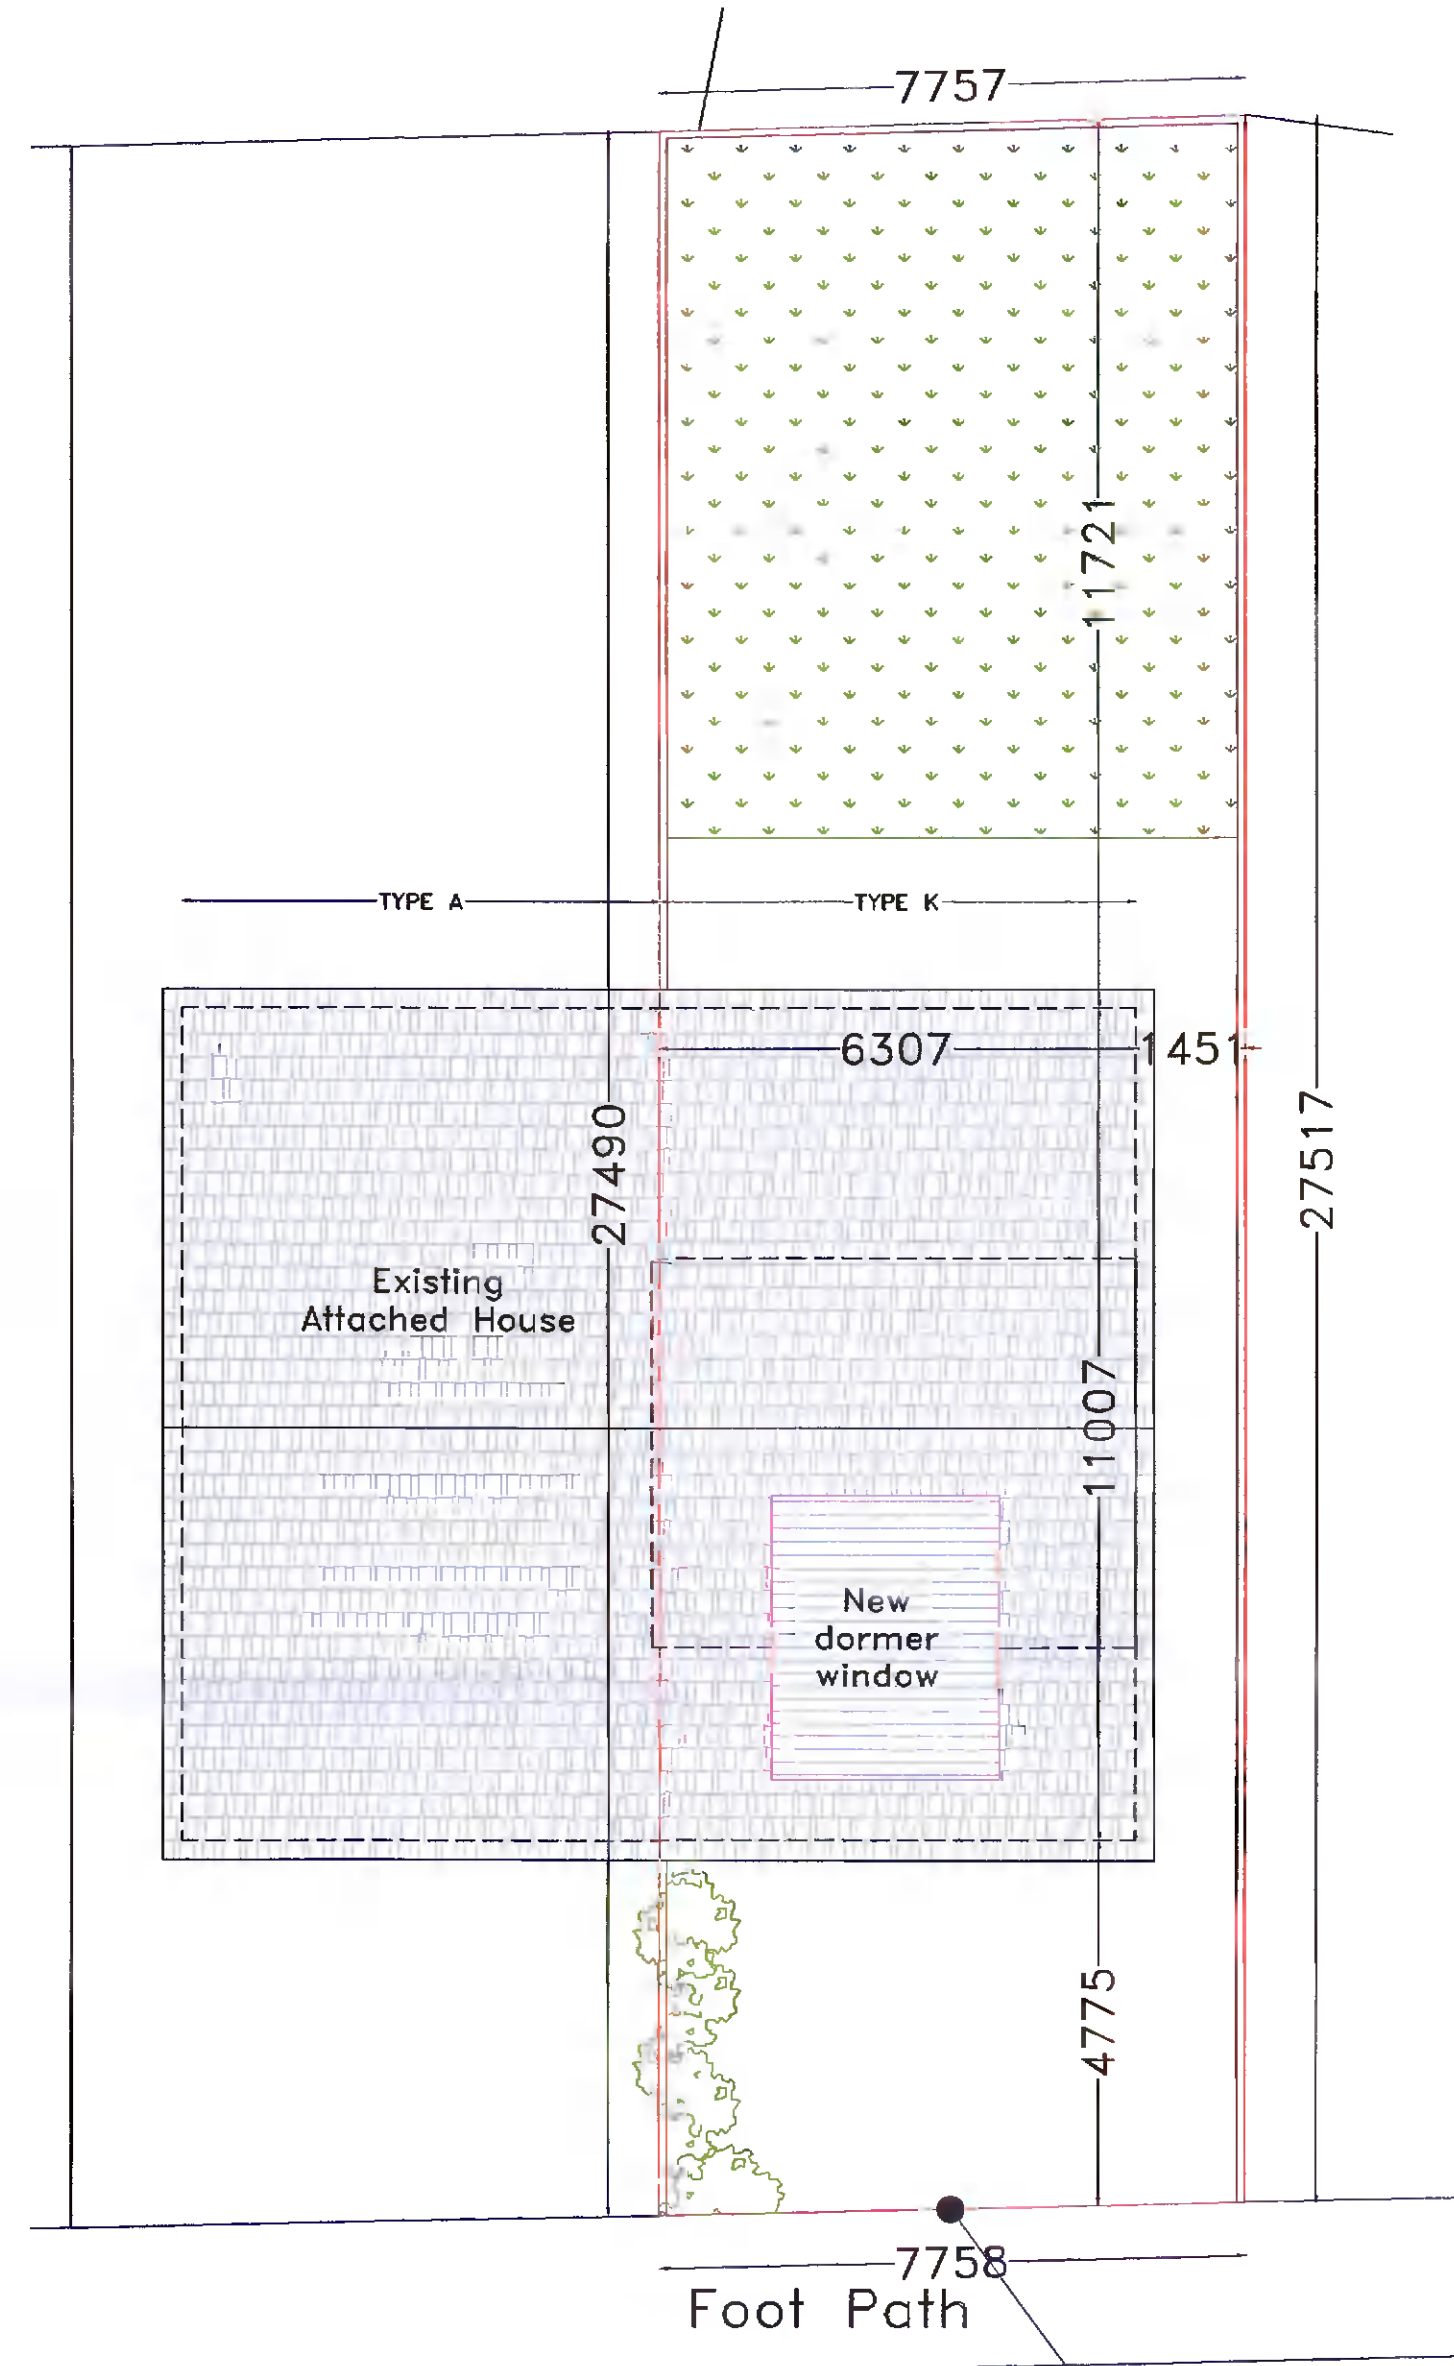 7757
11721
TYPE A
TYPE K
6307
1451
27490
27517
Existing
Attached House
11007
New
dormer
window
4775
7758
Foot Path